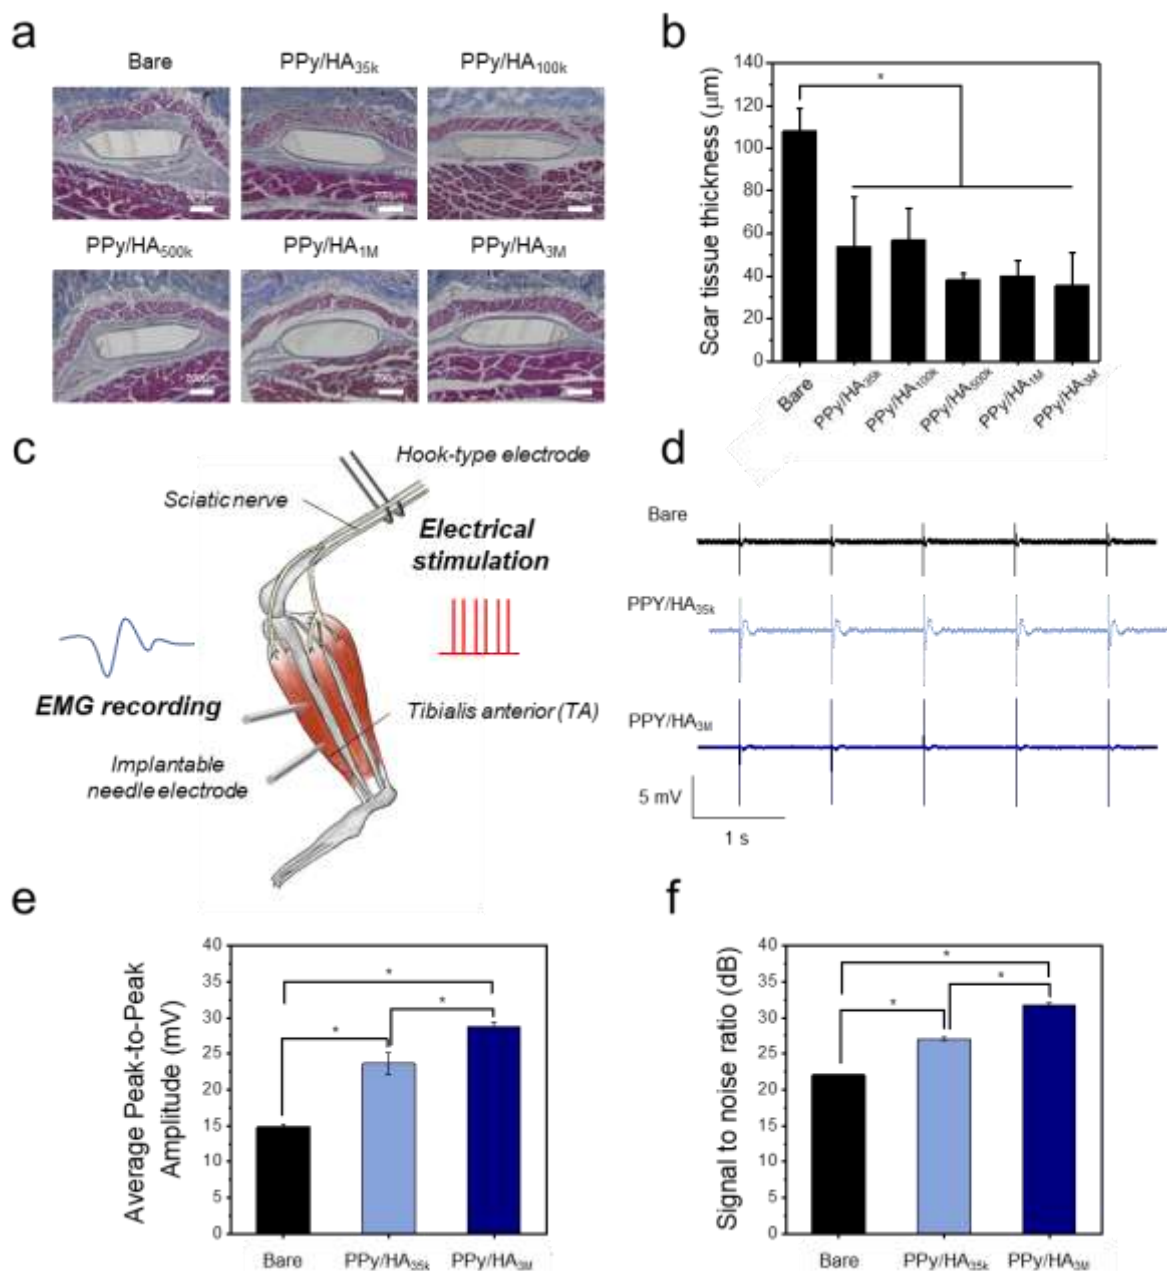 a
Bare
PPy/HA35k
PPy/HA100k
200μm
PPy/HA500k
PPy/HA1M
PPy/HA3M
200μm
200μm
b
Scar tissue thickness (μm)
140
120
100
80
60
40
20
0
*
Bare
PPy/HA35k
PPy/HA100k
PPy/HA500k
PPy/HA1M
PPy/HA3M
c
Hook-type electrode
Sciatic nerve
Electrical
stimulation
EMG recording
Tibialis anterior (TA)
Implantable
needle electrode
d
Bare
PPY/HA35k
PPY/HA3M
5 mV
1 s
e
Average Peak-to-Peak
Amplitude (mV)
40
35
30
25
20
15
10
5
0
*
*
*
Bare
PPy/HA35k
PPy/HA3M
f
Signal to noise ratio (dB)
40
35
30
25
20
15
10
5
0
*
*
*
Bare
PPy/HA35k
PPy/HA3M